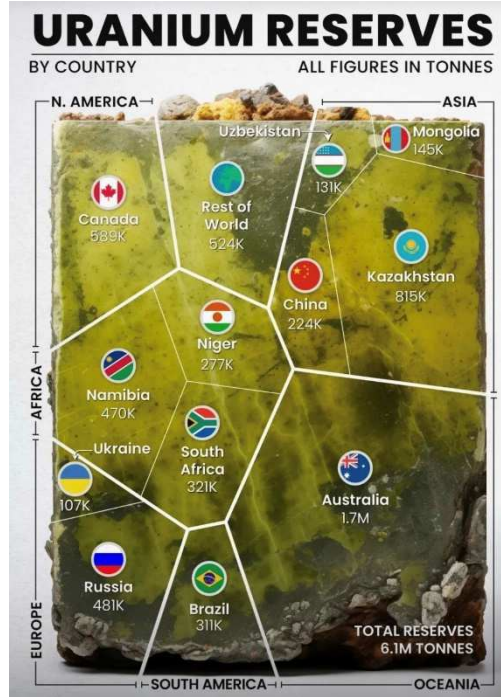 URANIUM RESERVES
BY COUNTRY
ALL FIGURES IN TONNES
N. AMERICA
ASIA
Uzbekistan
131K
Mongolia
145K
Canada
589K
Rest of
World
524K
China
224K
Kazakhstan
815K
Niger
277K
AFRICA
Namibia
470K
South
Africa
321K
Ukraine
107K
Australia
1.7M
Russia
481K
Brazil
311K
EUROPE
TOTAL RESERVES
6.1M TONNES
SOUTH AMERICA
OCEANIA